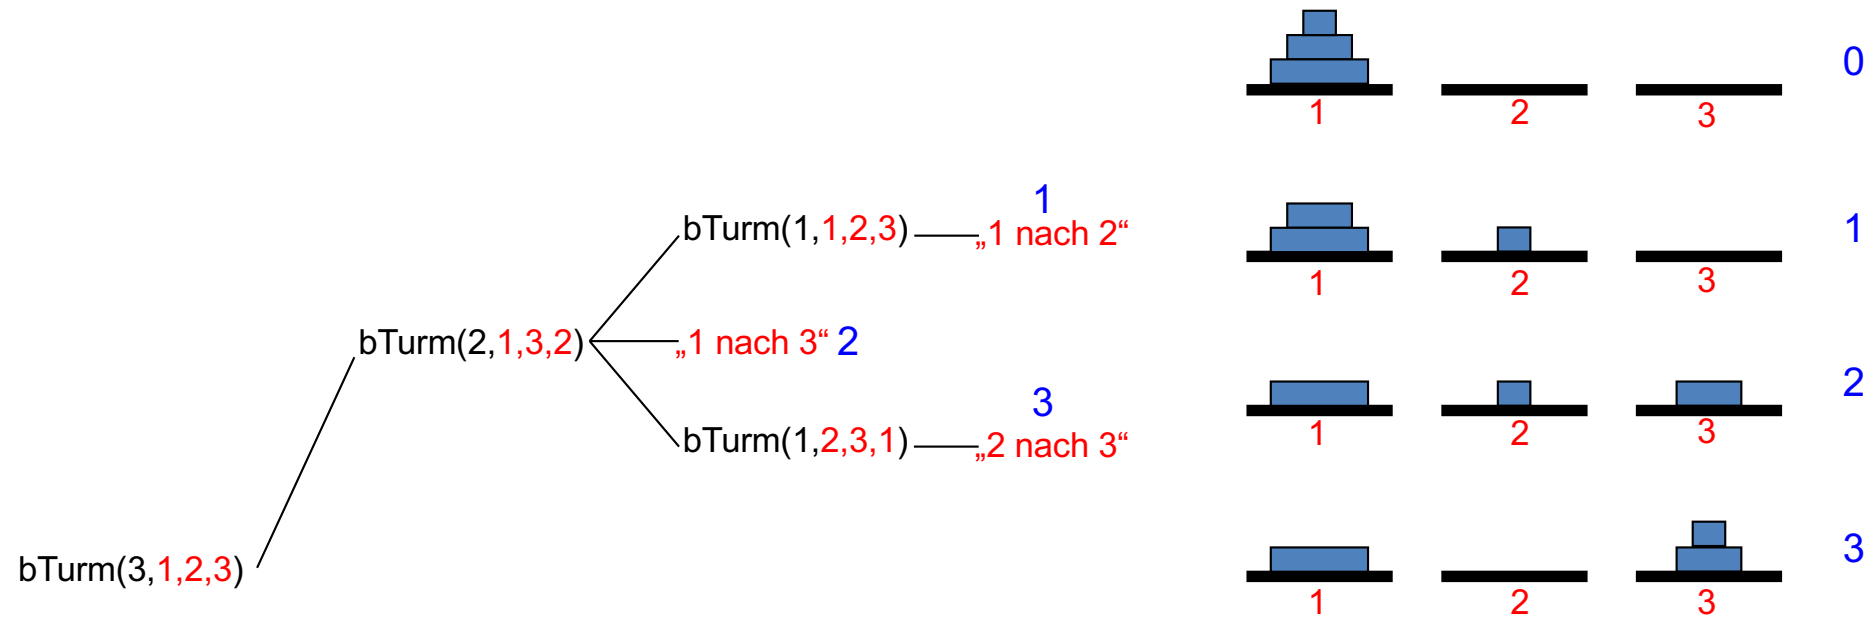 0
1 2 3
1
bTurm(1,1,2,3) „1 nach 2“
1
1 2 3
bTurm(2,1,3,2) „1 nach 3“ 2
2
1 2 3
3
bTurm(1,2,3,1) „2 nach 3“
3
bTurm(3,1,2,3)
1 2 3